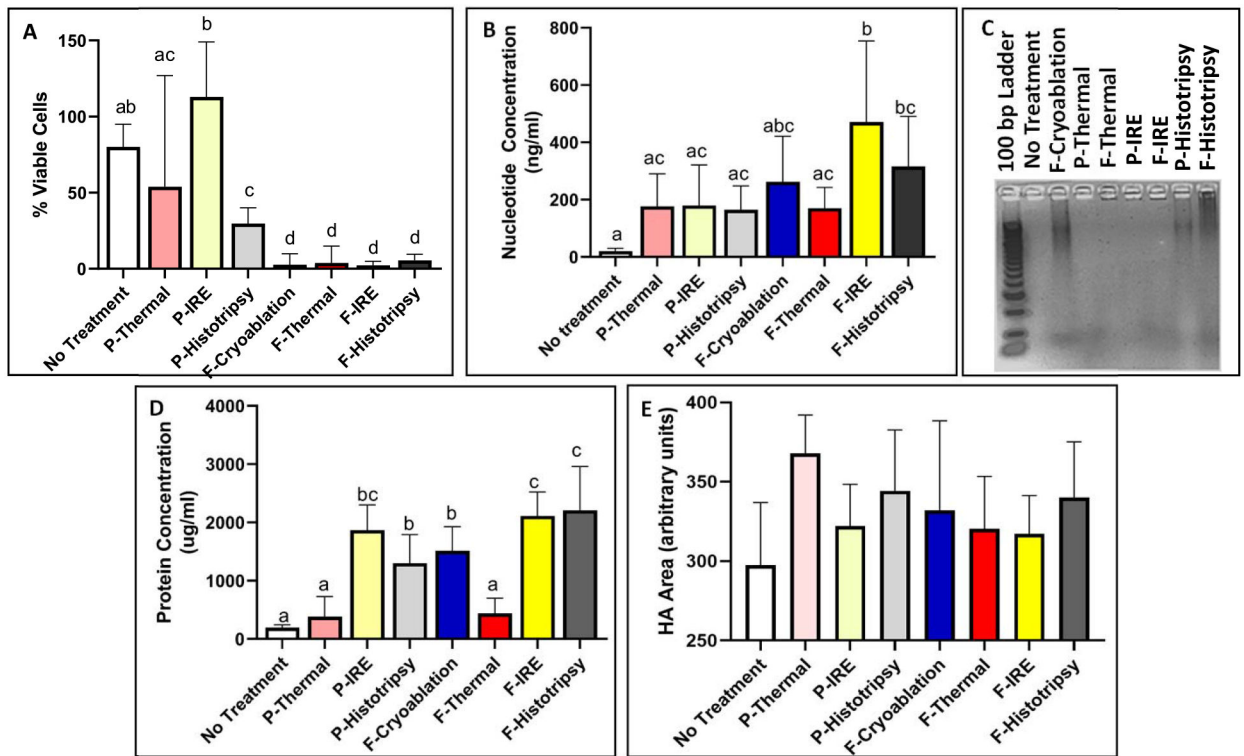 A
% Viable Cells
150
100
50
0
ab
ac
b
c
d
d
d
d
No Treatment
P-Thermal
P-IRE
P-Histotripsy
F-Cryoablation
F-Thermal
F-IRE
F-Histotripsy
B
Nucleotide Concentration
(ng/ml)
800
600
400
200
0
a
ac
ac
ac
abc
ac
b
bc
No treatment
P-Thermal
P-IRE
P-Histotripsy
F-Cryoablation
F-Thermal
F-IRE
F-Histotripsy
C
100 bp Ladder
No Treatment
F-Cryoablation
P-Thermal
F-Thermal
P-IRE
F-IRE
P-Histotripsy
F-Histotripsy
D
Protein Concentration
(ug/ml)
4000
3000
2000
1000
0
a
a
bc
b
b
a
c
c
No Treatment
P-Thermal
P-IRE
P-Histotripsy
F-Cryoablation
F-Thermal
F-IRE
F-Histotripsy
E
HA Area (arbitrary units)
400
350
300
250
No Treatment
P-Thermal
P-IRE
P-Histotripsy
F-Cryoablation
F-Thermal
F-IRE
F-Histotripsy